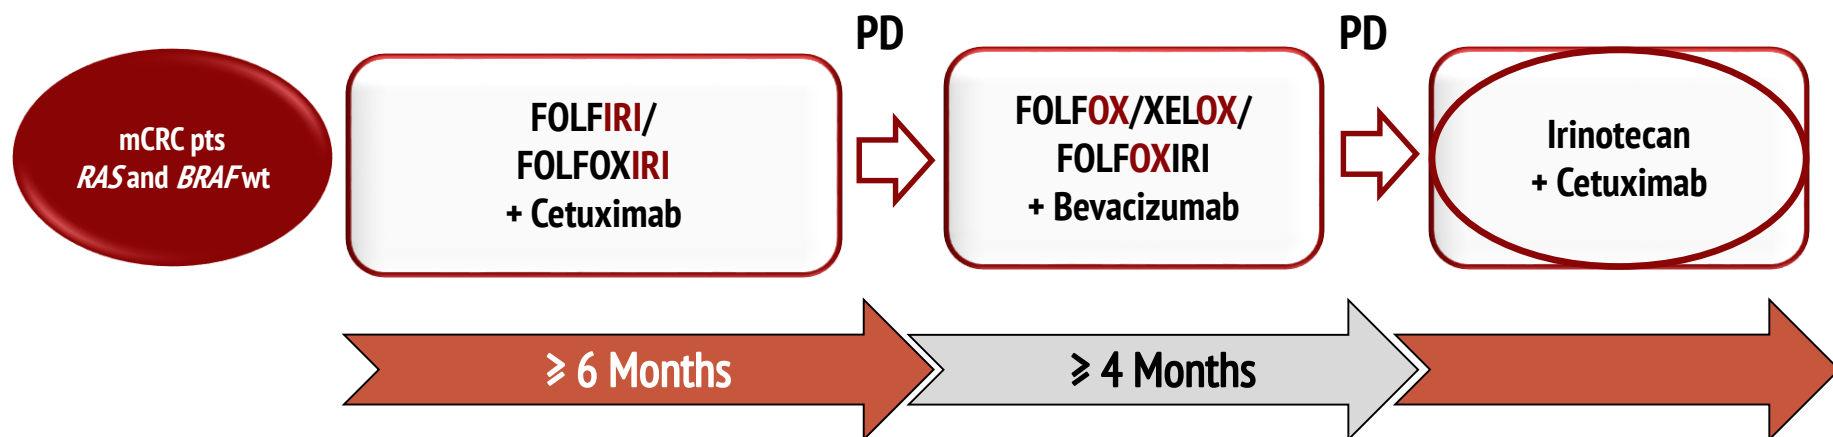 PD
PD
mCRC pts
RAS and BRAF wt
FOLFIRI/
FOLFOXIRI
+ Cetuximab
FOLFOX/XELOX/
FOLFOXIRI
+ Bevacizumab
Irinotecan
+ Cetuximab
⩾ 6 Months
⩾ 4 Months